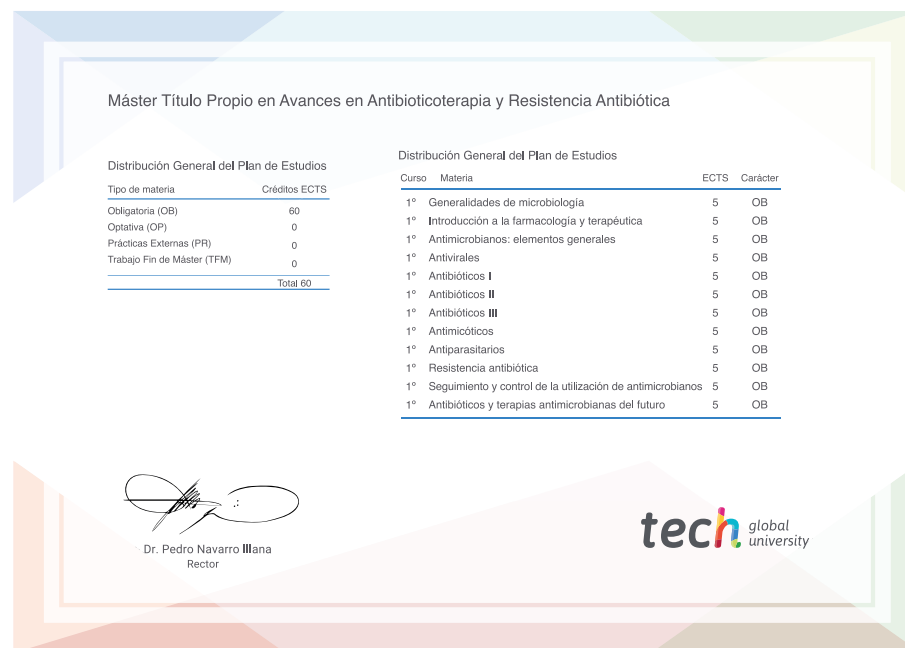 Máster Título Propio en Avances en Antibioticoterapia y Resistencia Antibiótica
Distribución General del Plan de Estudios
Tipo de materia Créditos ECTS
Obligatoria (OB) 60
Optativa (OP) 0
Prácticas Externas (PR) 0
Trabajo Fin de Máster (TFM) 0
Total 60
Distribución General del Plan de Estudios
Curso Materia ECTS Carácter
1º Generalidades de microbiología 5 OB
1º Introducción a la farmacología y terapéutica 5 OB
1º Antimicrobianos: elementos generales 5 OB
1º Antivirales 5 OB
1º Antibióticos I 5 OB
1º Antibióticos II 5 OB
1º Antibióticos III 5 OB
1º Antimicóticos 5 OB
1º Antiparasitarios 5 OB
1º Resistencia antibiótica 5 OB
1º Seguimiento y control de la utilización de antimicrobianos 5 OB
1º Antibióticos y terapias antimicrobianas del futuro 5 OB
Dr. Pedro Navarro Illana
Rector
tech global
university